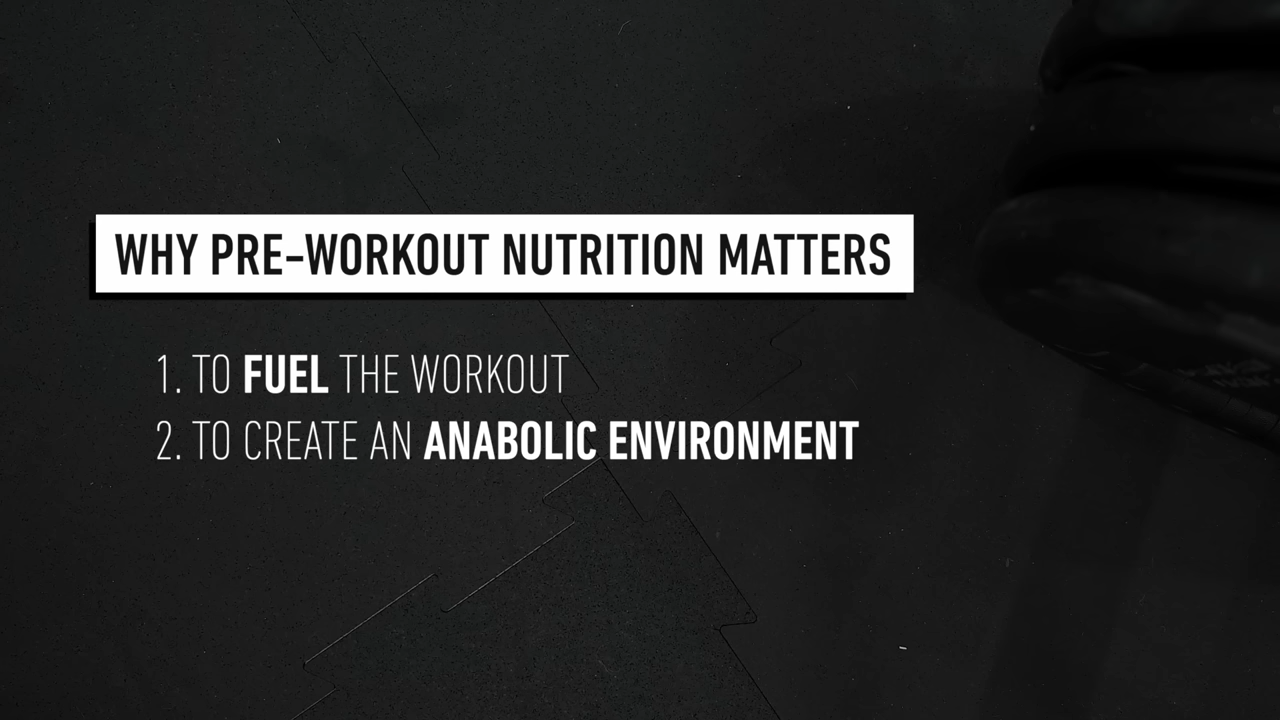 WHY PRE-WORKOUT NUTRITION MATTERS
1. TO FUEL THE WORKOUT
2. TO CREATE AN ANABOLIC ENVIRONMENT